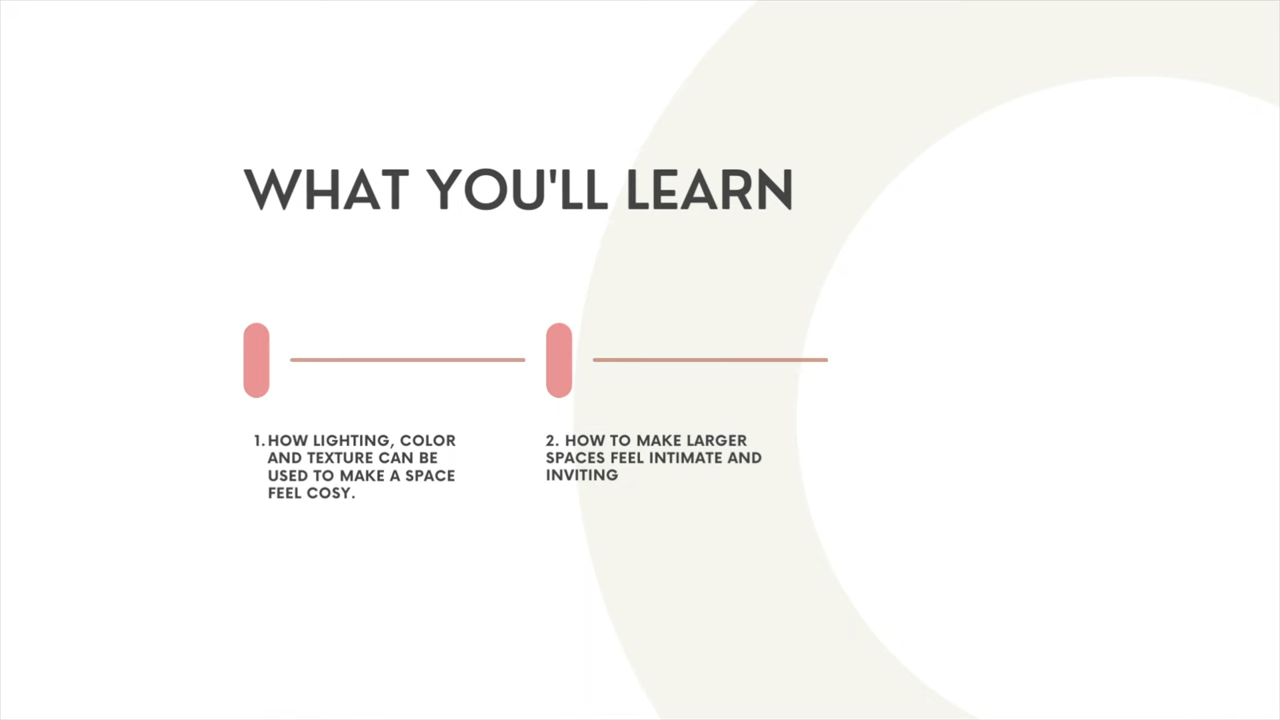 WHAT YOU'LL LEARN
1. HOW LIGHTING, COLOR
AND TEXTURE CAN BE
USED TO MAKE A SPACE
FEEL COSY.
2. HOW TO MAKE LARGER
SPACES FEEL INTIMATE AND
INVITING